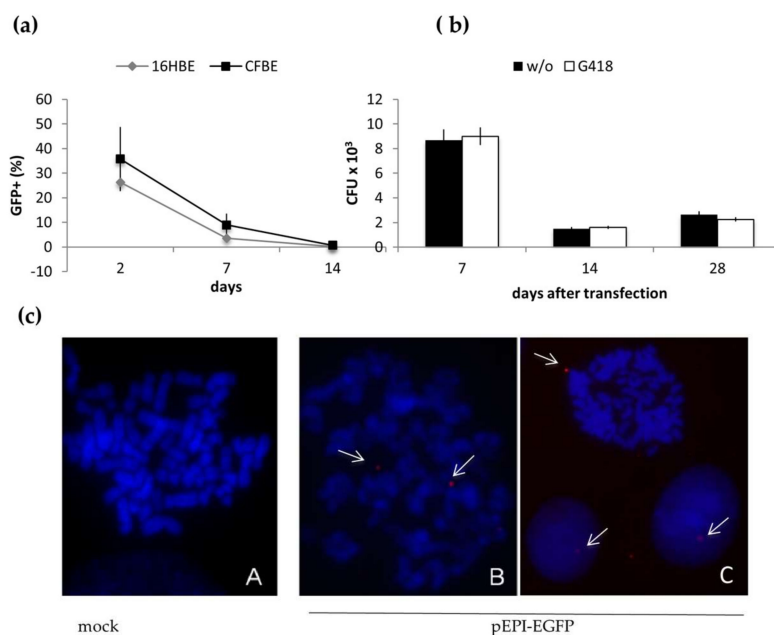 (a)
( b)
16HBE CFBE
w/o G418
GFP+ (%)
60
50
40
30
20
10
0
-10
2 7 14
days
CFU x 10³
12
10
8
6
4
2
0
7 14 28
days after transfection
(c)
A B C
mock pEPI-EGFP